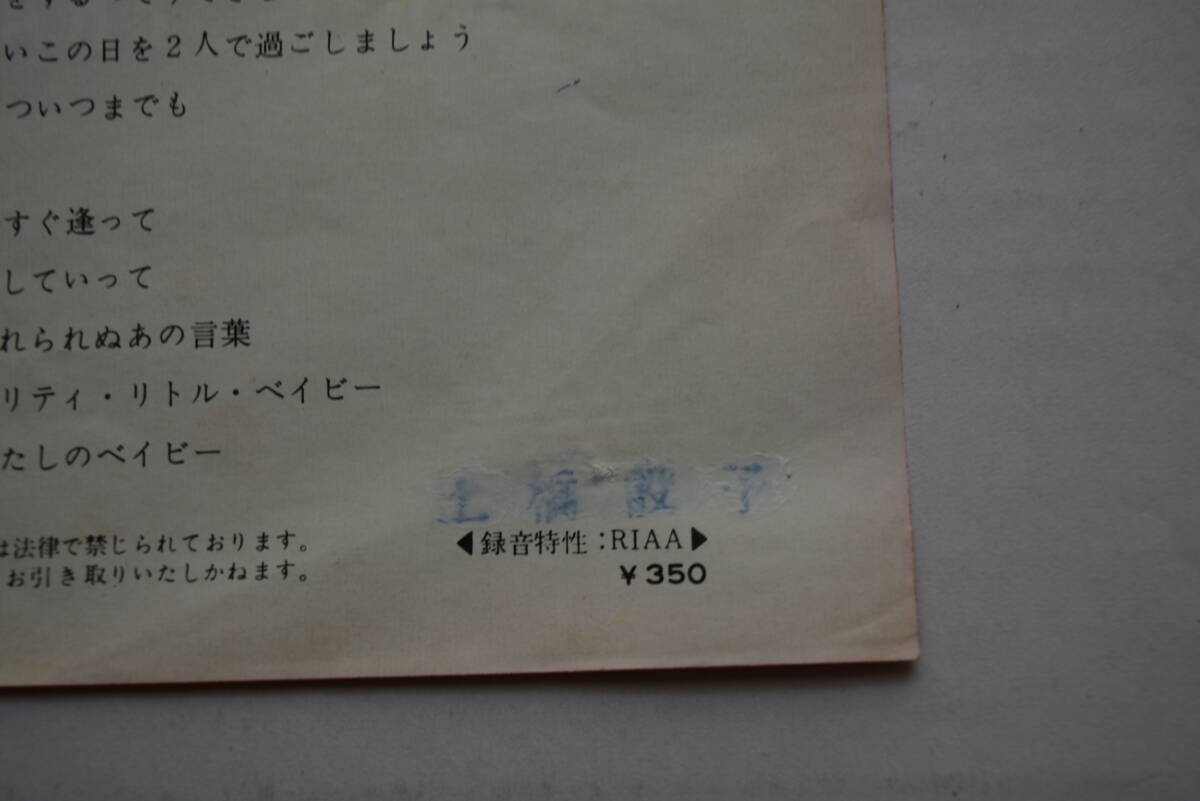 いこの日を2人で過ごしましょう
ついつまでも
すぐ逢って
していって
れられぬあの言葉
リティ・リトル・ベイビー
たしのベイビー
土橋設子
は法律で禁じられております。
◀録音特性:RIAA▶
お引き取りいたしかねます。
¥350